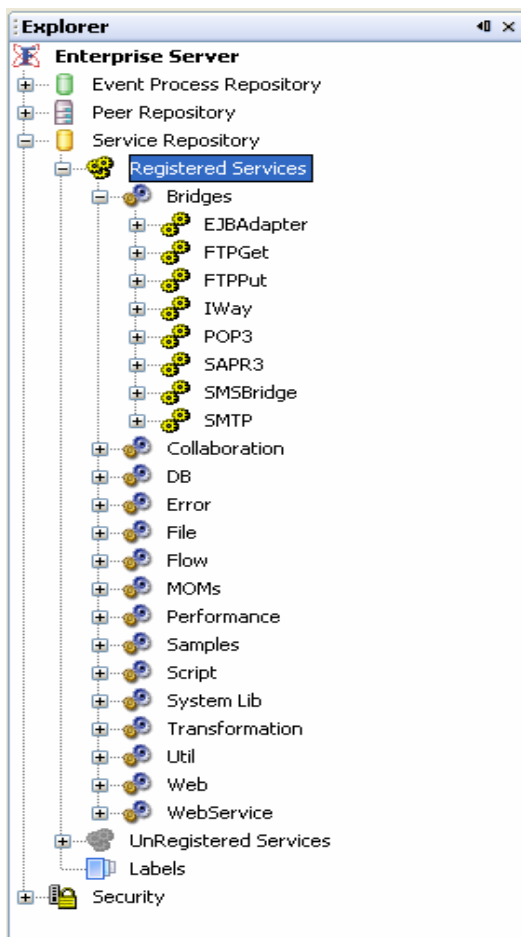 Explorer
Enterprise Server
Event Process Repository
Peer Repository
Service Repository
Registered Services
Bridges
EJBAdapter
FTPGet
FTPPut
IWay
POP3
SAPR3
SMSBridge
SMTP
Collaboration
DB
Error
File
Flow
MOMs
Performance
Samples
Script
System Lib
Transformation
Util
Web
WebService
UnRegistered Services
Labels
Security